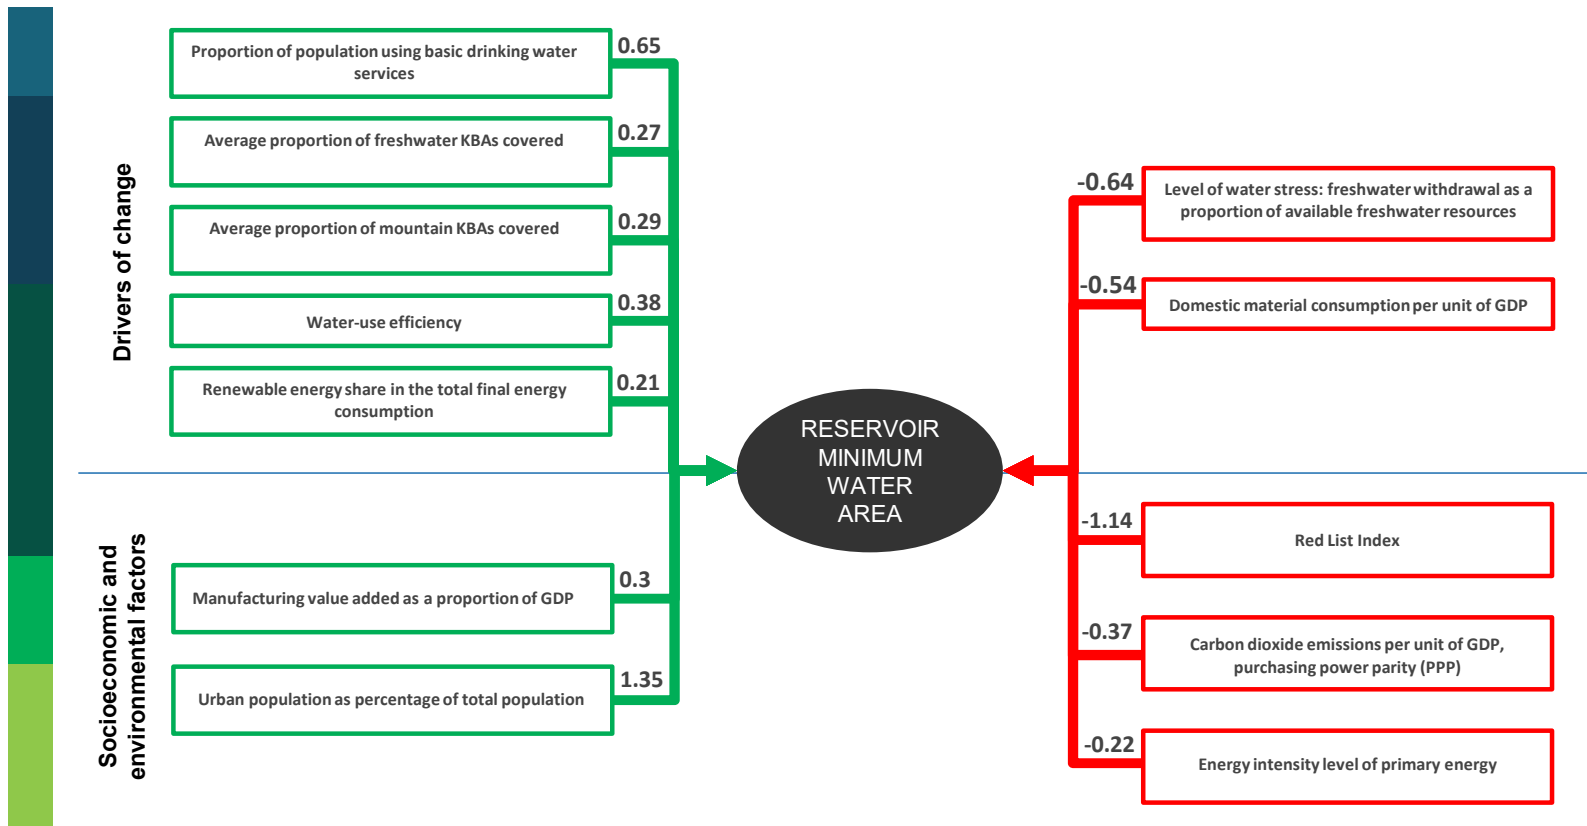 Drivers of change
0.65
Proportion of population using basic drinking water
services
0.27
Average proportion of freshwater KBAs covered
0.29
Average proportion of mountain KBAs covered
0.38
Water-use efficiency
0.21
Renewable energy share in the total final energy
consumption
Socioeconomic and
environmental factors
0.3
Manufacturing value added as a proportion of GDP
1.35
Urban population as percentage of total population
RESERVOIR
MINIMUM
WATER
AREA
-0.64
Level of water stress: freshwater withdrawal as a
proportion of available freshwater resources
-0.54
Domestic material consumption per unit of GDP
-1.14
Red List Index
-0.37
Carbon dioxide emissions per unit of GDP,
purchasing power parity (PPP)
-0.22
Energy intensity level of primary energy